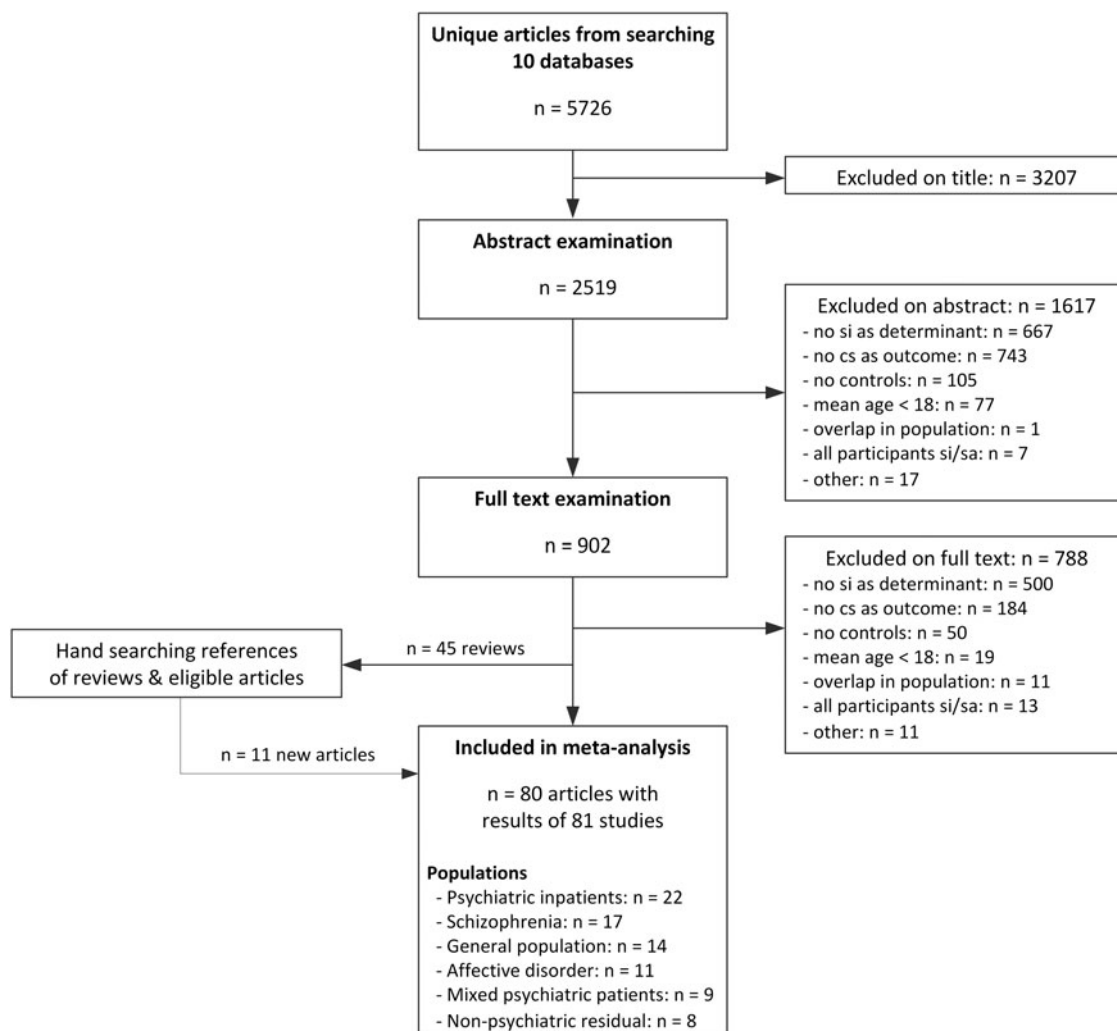 Unique articles from searching
10 databases
n = 5726
Excluded on title: n = 3207
Abstract examination
n = 2519
Excluded on abstract: n = 1617
- no si as determinant: n = 667
- no cs as outcome: n = 743
- no controls: n = 105
- mean age < 18: n = 77
- overlap in population: n = 1
- all participants si/sa: n = 7
- other: n = 17
Full text examination
n = 902
Excluded on full text: n = 788
- no si as determinant: n = 500
- no cs as outcome: n = 184
- no controls: n = 50
- mean age < 18: n = 19
- overlap in population: n = 11
- all participants si/sa: n = 13
- other: n = 11
n = 45 reviews
Hand searching references
of reviews & eligible articles
n = 11 new articles
Included in meta-analysis
n = 80 articles with
results of 81 studies
Populations
- Psychiatric inpatients: n = 22
- Schizophrenia: n = 17
- General population: n = 14
- Affective disorder: n = 11
- Mixed psychiatric patients: n = 9
- Non-psychiatric residual: n = 8